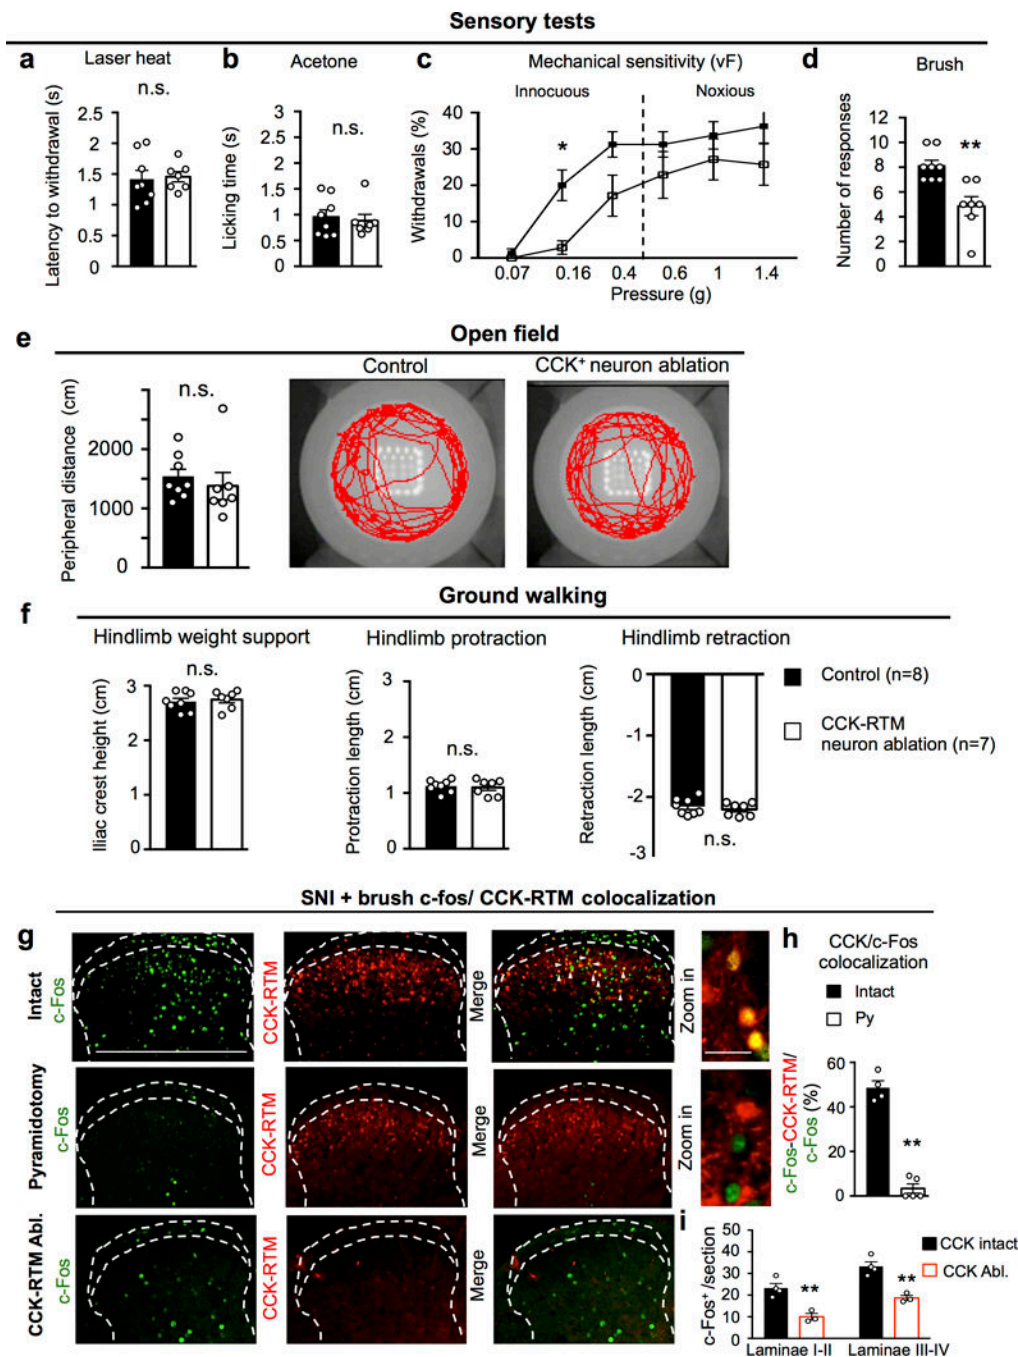 Sensory tests
a
Laser heat
n.s.
Latency to withdrawal (s)
2.5
2
1.5
1
0.5
0
b
Acetone
n.s.
Licking time (s)
3
2.5
2
1.5
1
0.5
0
c
Mechanical sensitivity (vF)
Innocuous
Noxious
Withdrawals (%)
40
30
20
10
0
*
0.07
0.16
0.4
0.6
1
1.4
Pressure (g)
d
Brush
**
Number of responses
12
10
8
6
4
2
0
e
Open field
n.s.
Peripheral distance (cm)
2000
1000
0
Control
CCK+ neuron ablation
f
Ground walking
Hindlimb weight support
n.s.
Iliac crest height (cm)
3
2
1
0
Hindlimb protraction
n.s.
Protraction length (cm)
3
2
1
0
Hindlimb retraction
Retraction length (cm)
0
-1
-2
-3
n.s.
Control (n=8)
CCK-RTM
neuron ablation (n=7)
SNI + brush c-fos/ CCK-RTM colocalization
g
Intact
c-Fos
CCK-RTM
Merge
Zoom in
Pyramidotomy
c-Fos
CCK-RTM
Merge
Zoom in
CCK-RTM Abl.
c-Fos
CCK-RTM
Merge
h
CCK/c-Fos
colocalization
Intact
Py
c-Fos-CCK-RTM/
c-Fos (%)
60
40
20
0
**
i
c-Fos+ /section
50
40
30
20
10
0
**
**
CCK intact
CCK Abl.
Laminae I-II
Laminae III-IV